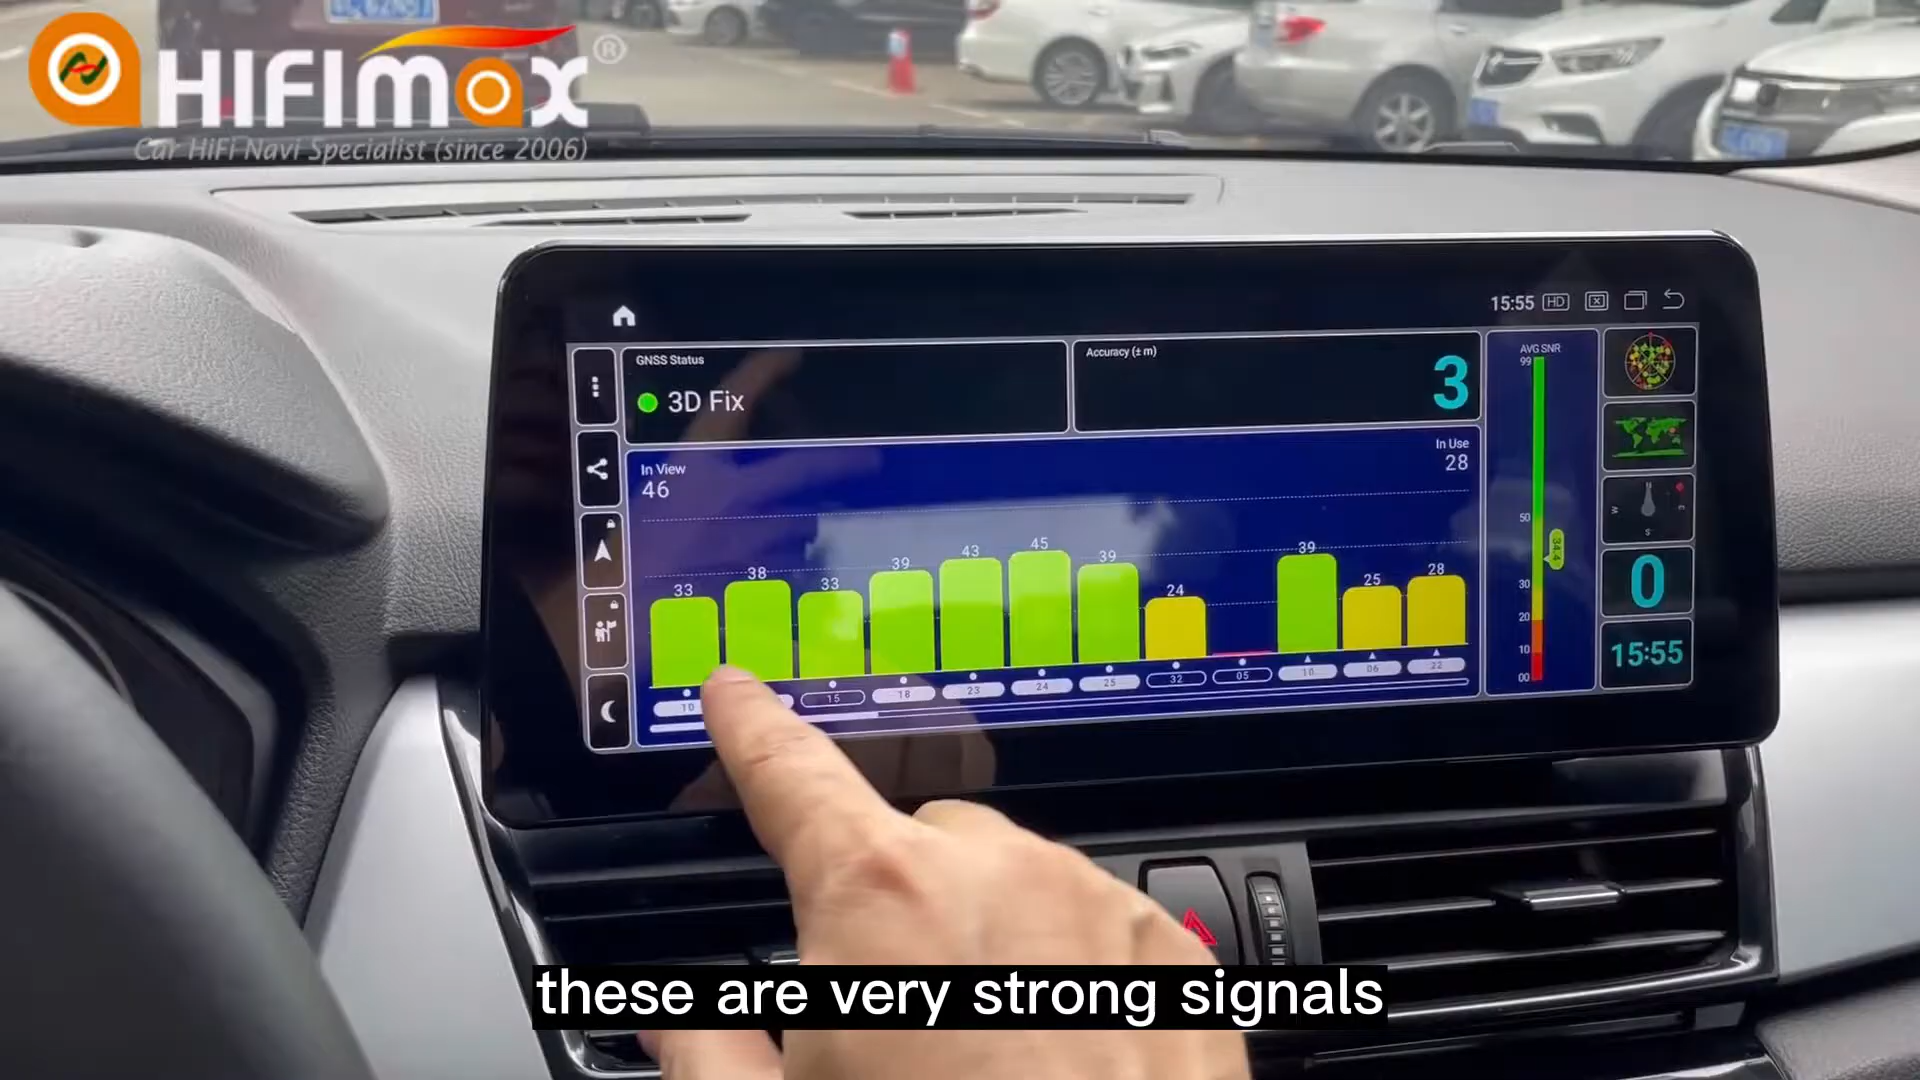 HIFIMAX®
Car HiFi Navi Specialist (since 2006)
15:55 HD
GNSS Status
3D Fix
Accuracy (± m)
3
AVG SNR
99
50
30
20
10
00
34.4
In View
46
In Use
28
33 38 33 39 43 45 39 24 39 25 28
10 15 18 23 24 25 32 05 10 06 22
W S
0
15:55
these are very strong signals